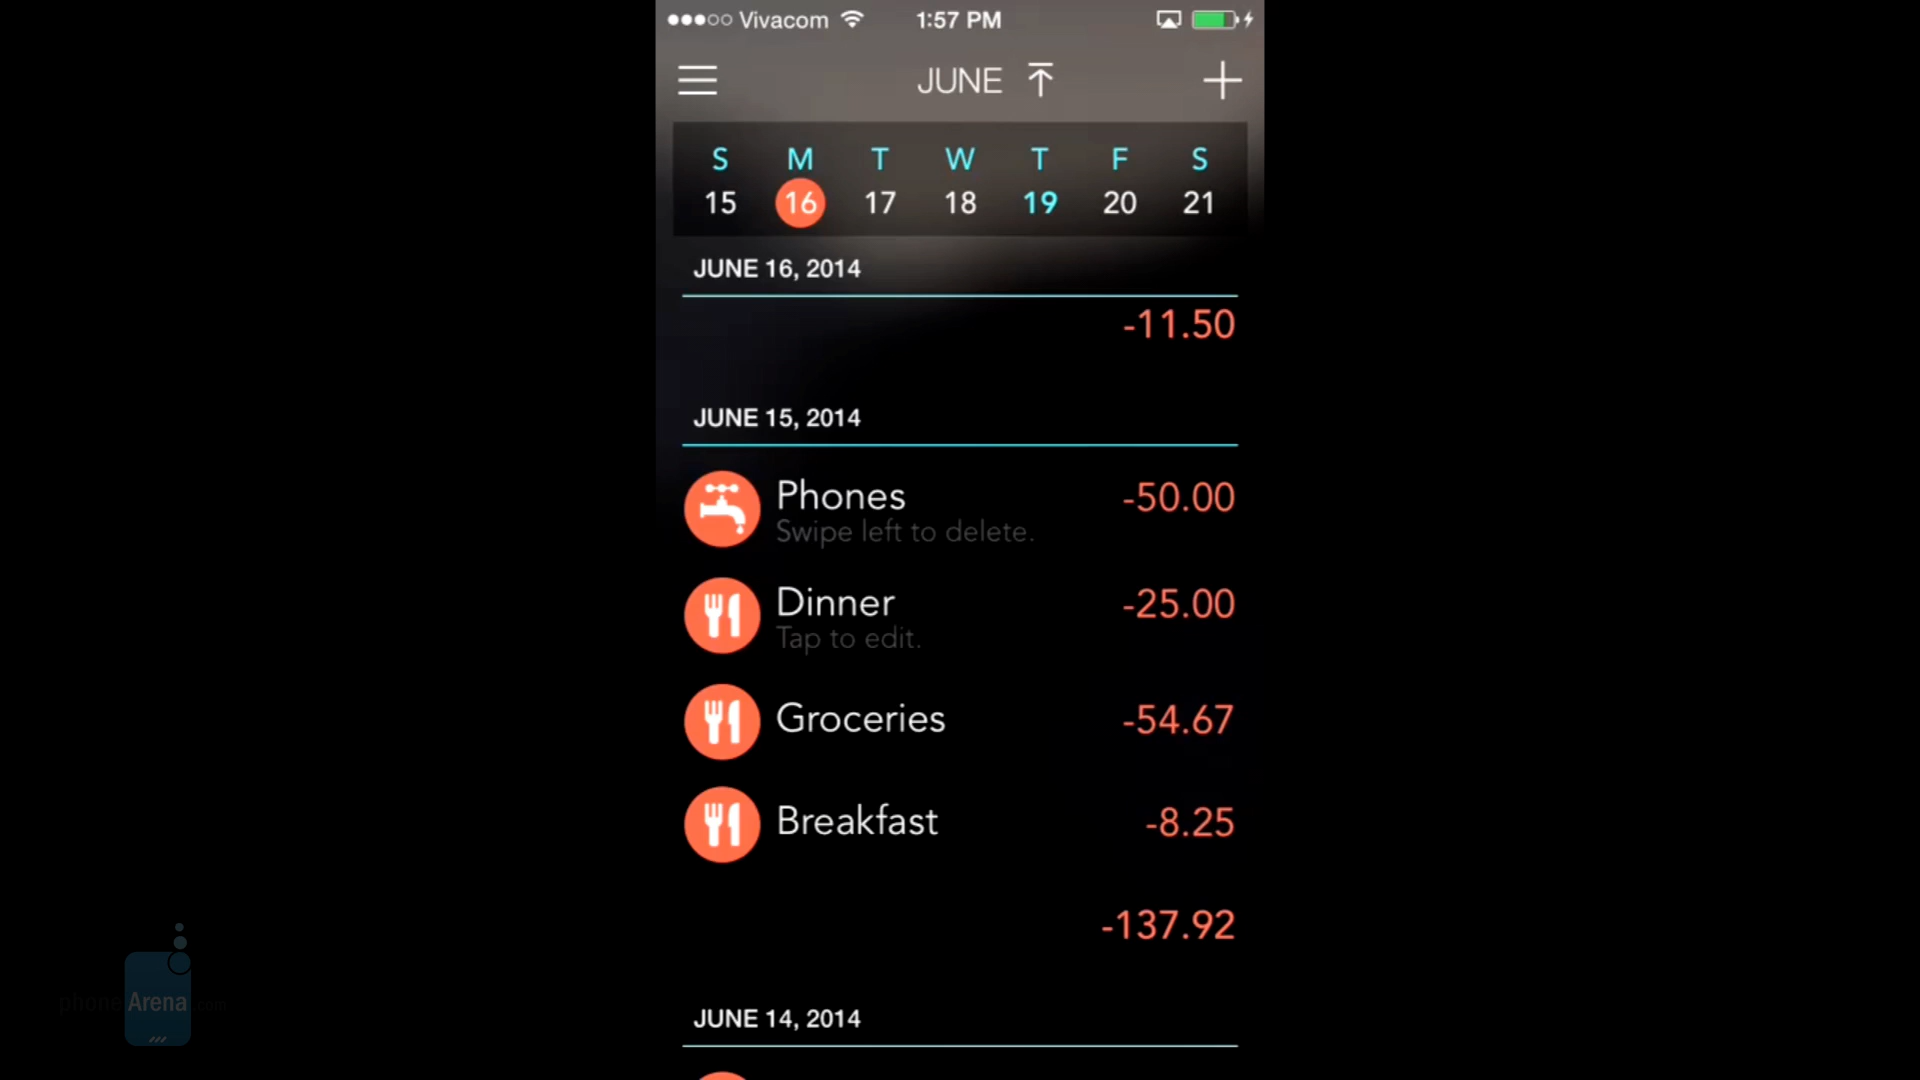 Vivacom 1:57 PM
JUNE
S M T W T F S
15 16 17 18 19 20 21
JUNE 16, 2014
-11.50
JUNE 15, 2014
Phones -50.00
Swipe left to delete.
Dinner -25.00
Tap to edit.
Groceries -54.67
Breakfast -8.25
-137.92
phoneArena.com
JUNE 14, 2014